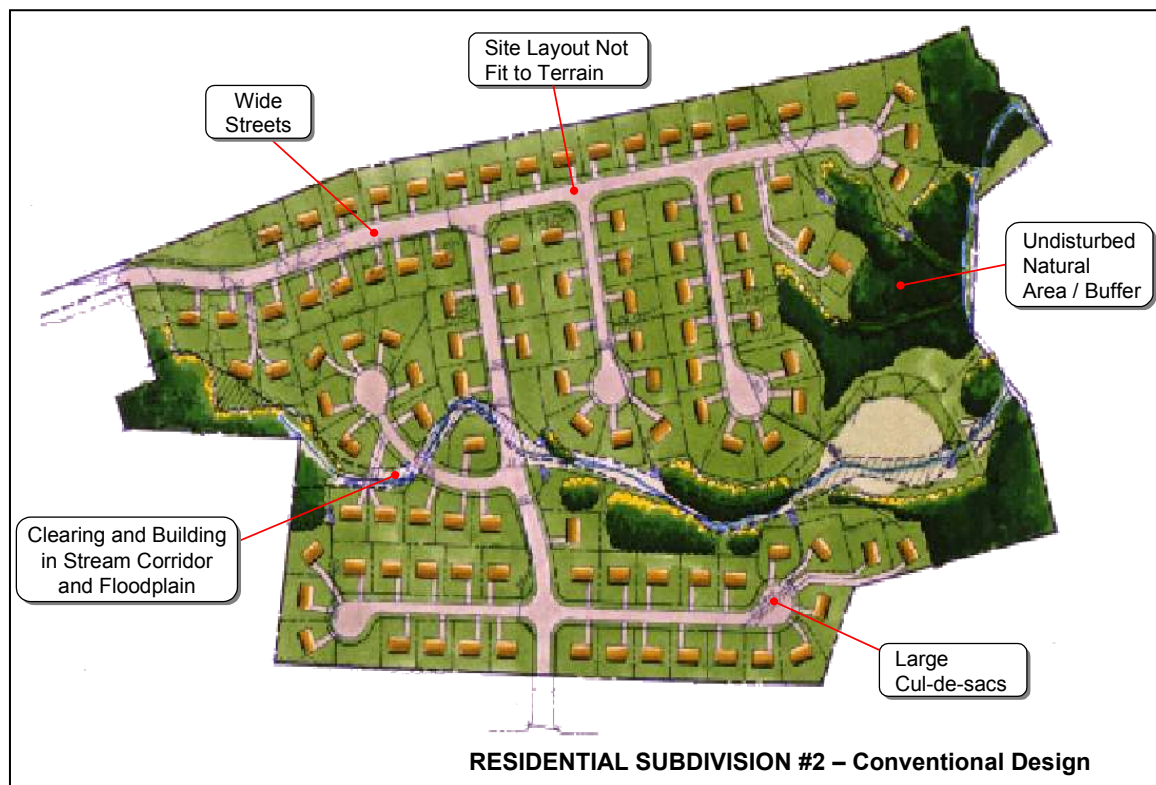 Site Layout Not
Fit to Terrain
Wide
Streets
Undisturbed
Natural
Area / Buffer
Clearing and Building
in Stream Corridor
and Floodplain
Large
Cul-de-sacs
RESIDENTIAL SUBDIVISION #2 – Conventional Design